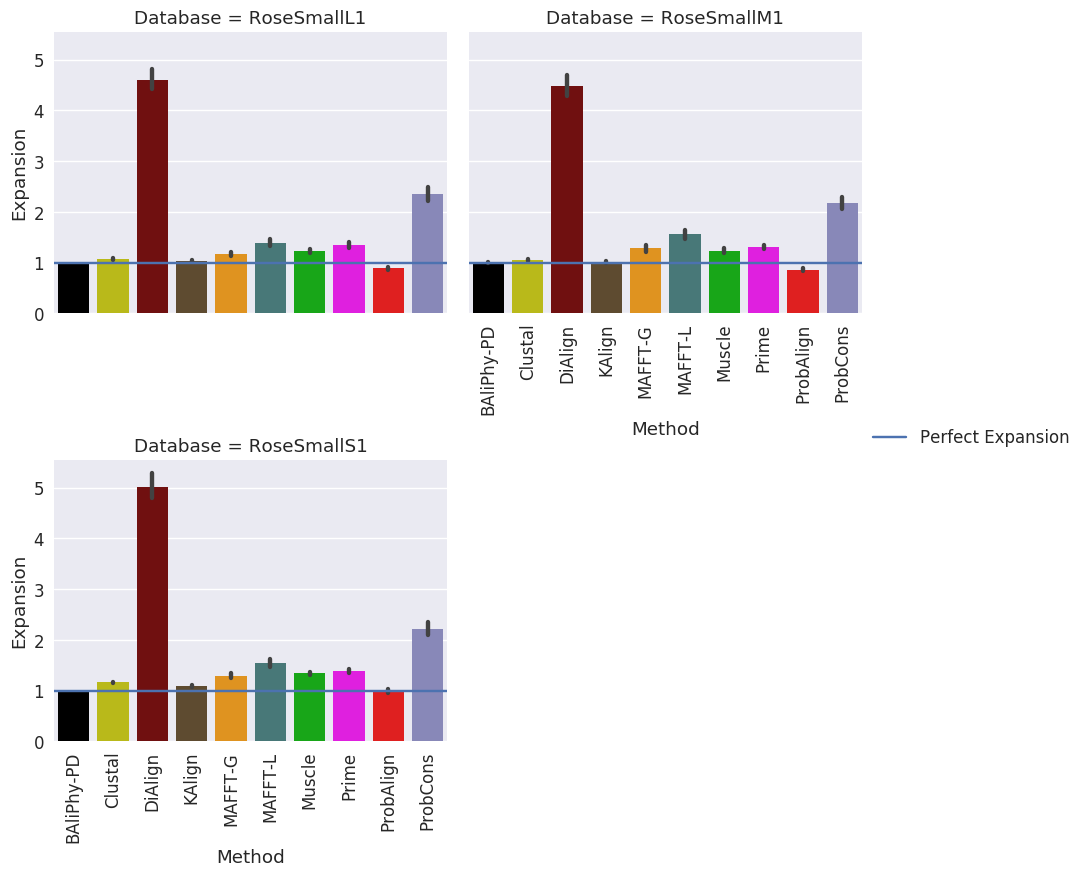 Database = RoseSmallL1
Database = RoseSmallM1
5
4
3
2
1
0
Expansion
BAliPhy-PD
Clustal
DiAlign
KAlign
MAFFT-G
MAFFT-L
Muscle
Prime
ProbAlign
ProbCons
Method
Perfect Expansion
Database = RoseSmallS1
5
4
3
2
1
0
Expansion
BAliPhy-PD
Clustal
DiAlign
KAlign
MAFFT-G
MAFFT-L
Muscle
Prime
ProbAlign
ProbCons
Method